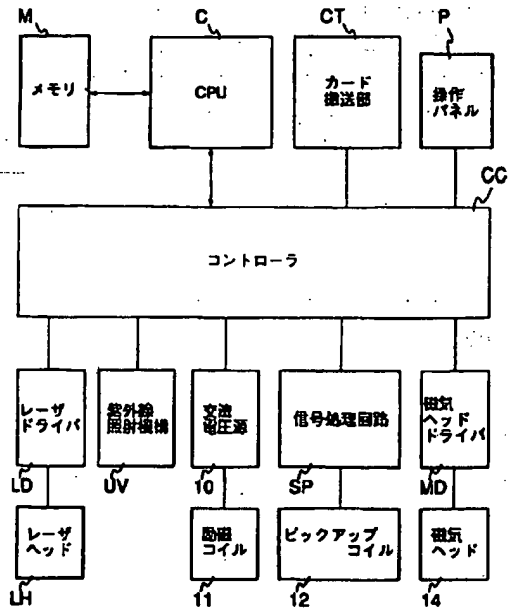 M
C
CT
P
メモリ
CPU
カード
搬送部
操作
パネル
CC
コントローラ
レーザ
ドライバ
紫外線
照射機構
交流
電圧源
信号処理回路
磁気
ヘッド
ドライバ
LD
UV
10
SP
MD
レーザ
ヘッド
励磁
コイル
ピックアップ
コイル
磁気
ヘッド
LH
11
12
14